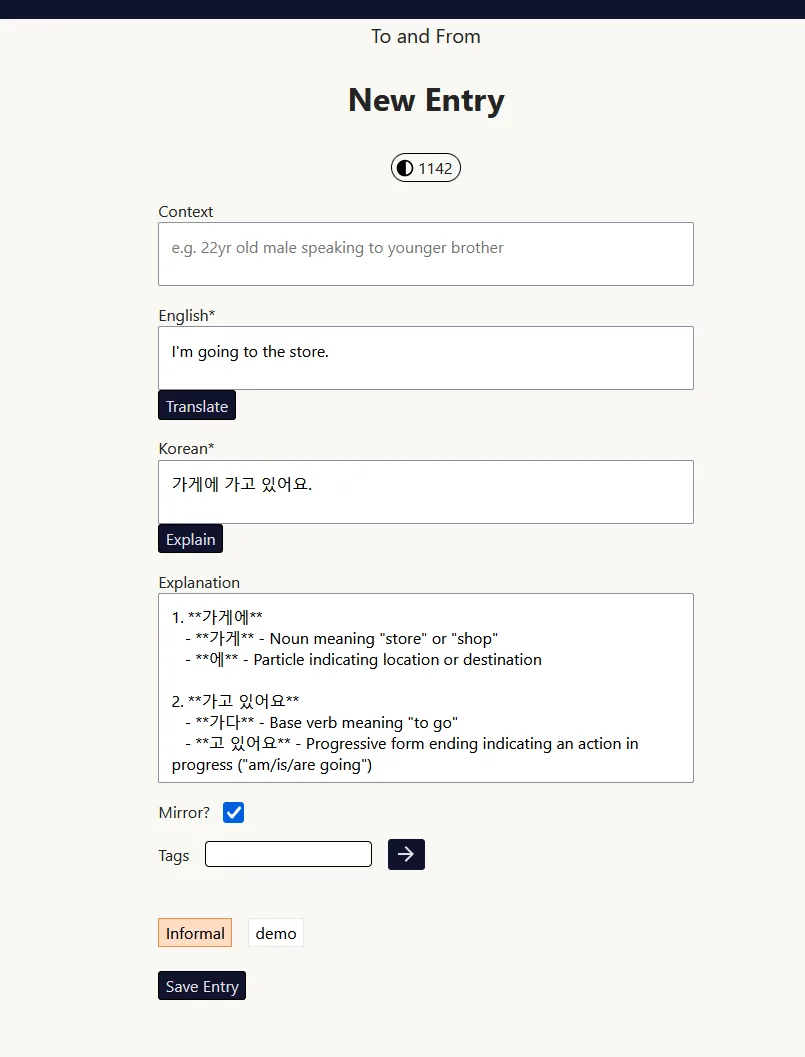 To and From
New Entry
1142
Context
e.g. 22yr old male speaking to younger brother
English*
I'm going to the store.
Translate
Korean*
가게에 가고 있어요.
Explain
Explanation
1. **가게에**
- **가게** - Noun meaning "store" or "shop"
- **에** - Particle indicating location or destination
2. **가고 있어요**
- **가다** - Base verb meaning "to go"
- **고 있어요** - Progressive form ending indicating an action in
progress ("am/is/are going")
Mirror?
Tags
Informal demo
Save Entry